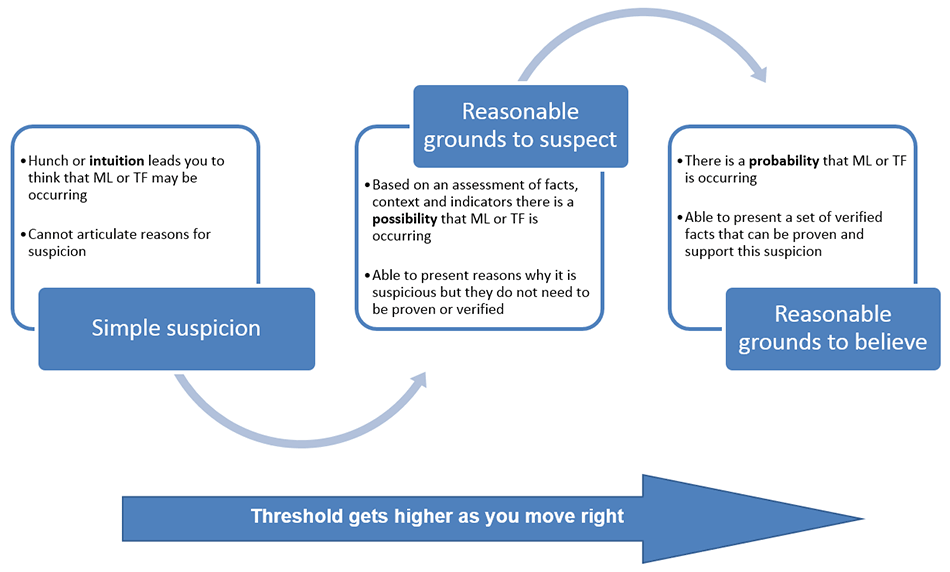 • Hunch or intuition leads you to
think that ML or TF may be
occurring
• Cannot articulate reasons for
suspicion
Simple suspicion
Reasonable
grounds to suspect
• Based on an assessment of facts,
context and indicators there is a
possibility that ML or TF is
occurring
• Able to present reasons why it is
suspicious but they do not need to
be proven or verified
• There is a probability that ML or TF
is occurring
• Able to present a set of verified
facts that can be proven and
support this suspicion
Reasonable
grounds to believe
Threshold gets higher as you move right